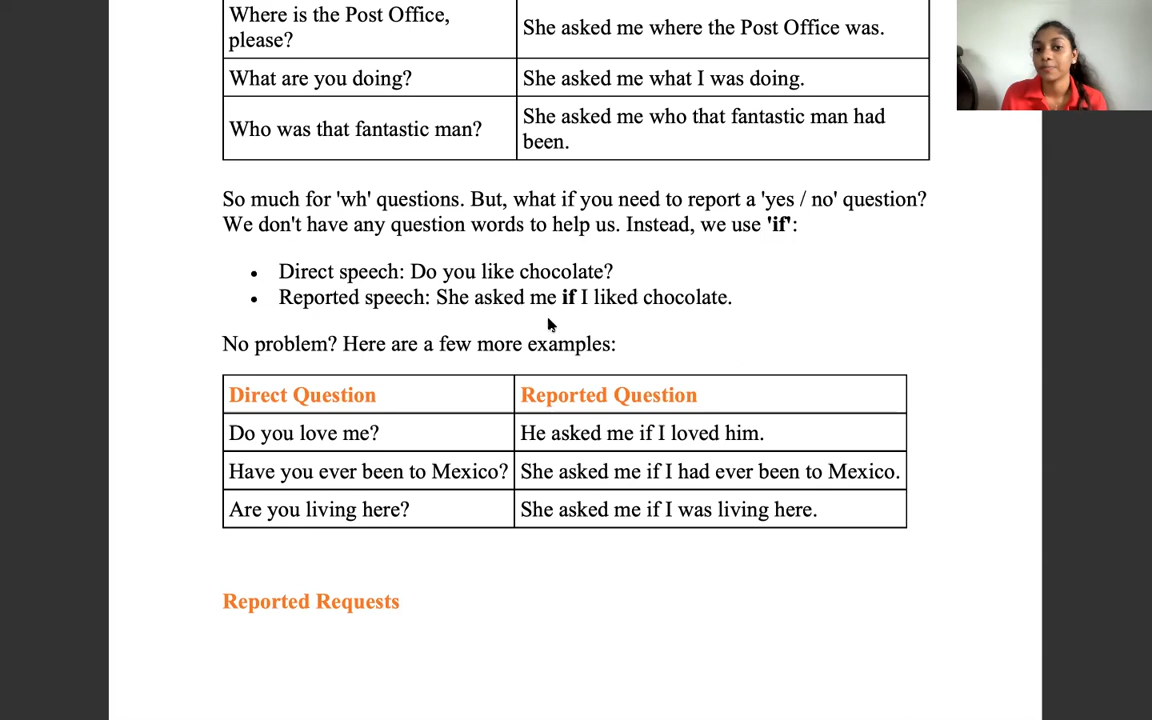 Where is the Post Office,
please?
She asked me where the Post Office was.
What are you doing?
She asked me what I was doing.
Who was that fantastic man?
She asked me who that fantastic man had
been.
So much for 'wh' questions. But, what if you need to report a 'yes / no' question?
We don't have any question words to help us. Instead, we use 'if':
• Direct speech: Do you like chocolate?
• Reported speech: She asked me if I liked chocolate.
No problem? Here are a few more examples:
Direct Question
Reported Question
Do you love me?
He asked me if I loved him.
Have you ever been to Mexico?
She asked me if I had ever been to Mexico.
Are you living here?
She asked me if I was living here.
Reported Requests